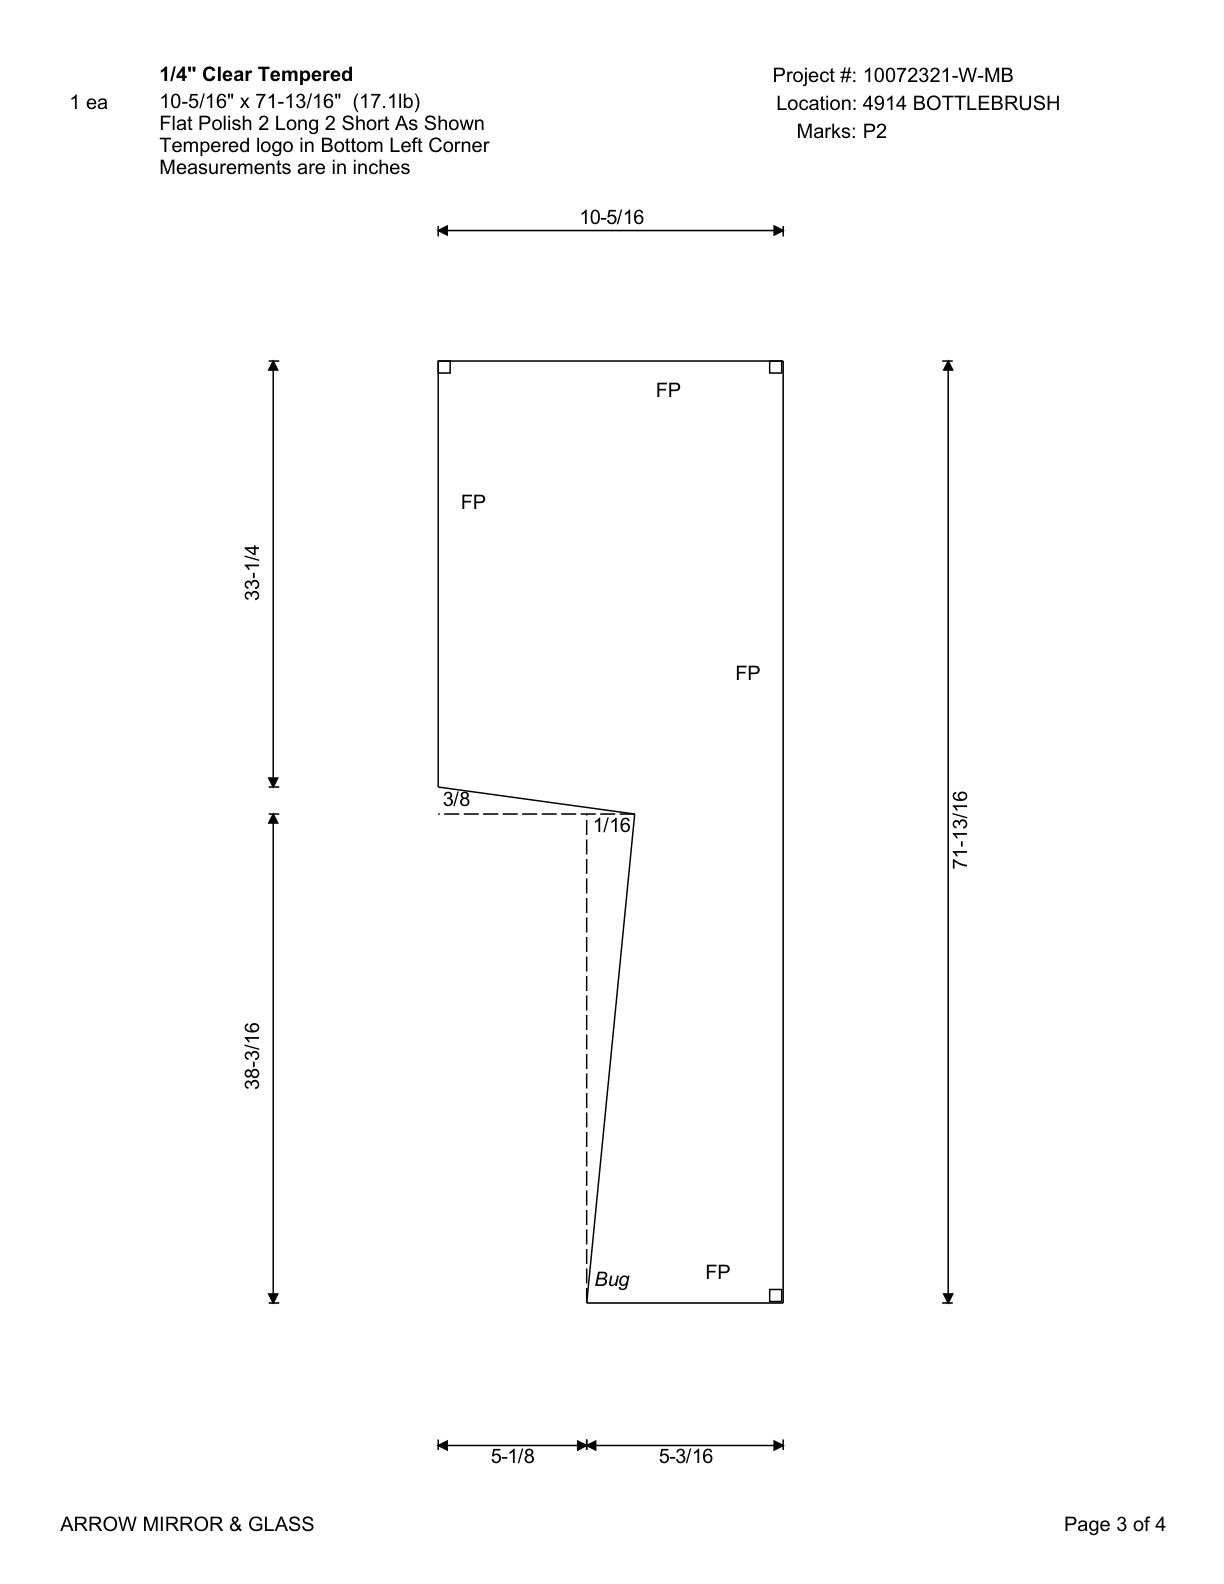 1/4" Clear Tempered
1 ea
10-5/16" x 71-13/16"  (17.1lb)
Flat Polish 2 Long 2 Short As Shown
Tempered logo in Bottom Left Corner
Measurements are in inches
Project #: 10072321-W-MB
Location: 4914 BOTTLEBRUSH
Marks: P2
10-5/16
FP
FP
33-1/4
FP
3/8
1/16
71-13/16
38-3/16
Bug
FP
5-1/8
5-3/16
ARROW MIRROR & GLASS
Page 3 of 4